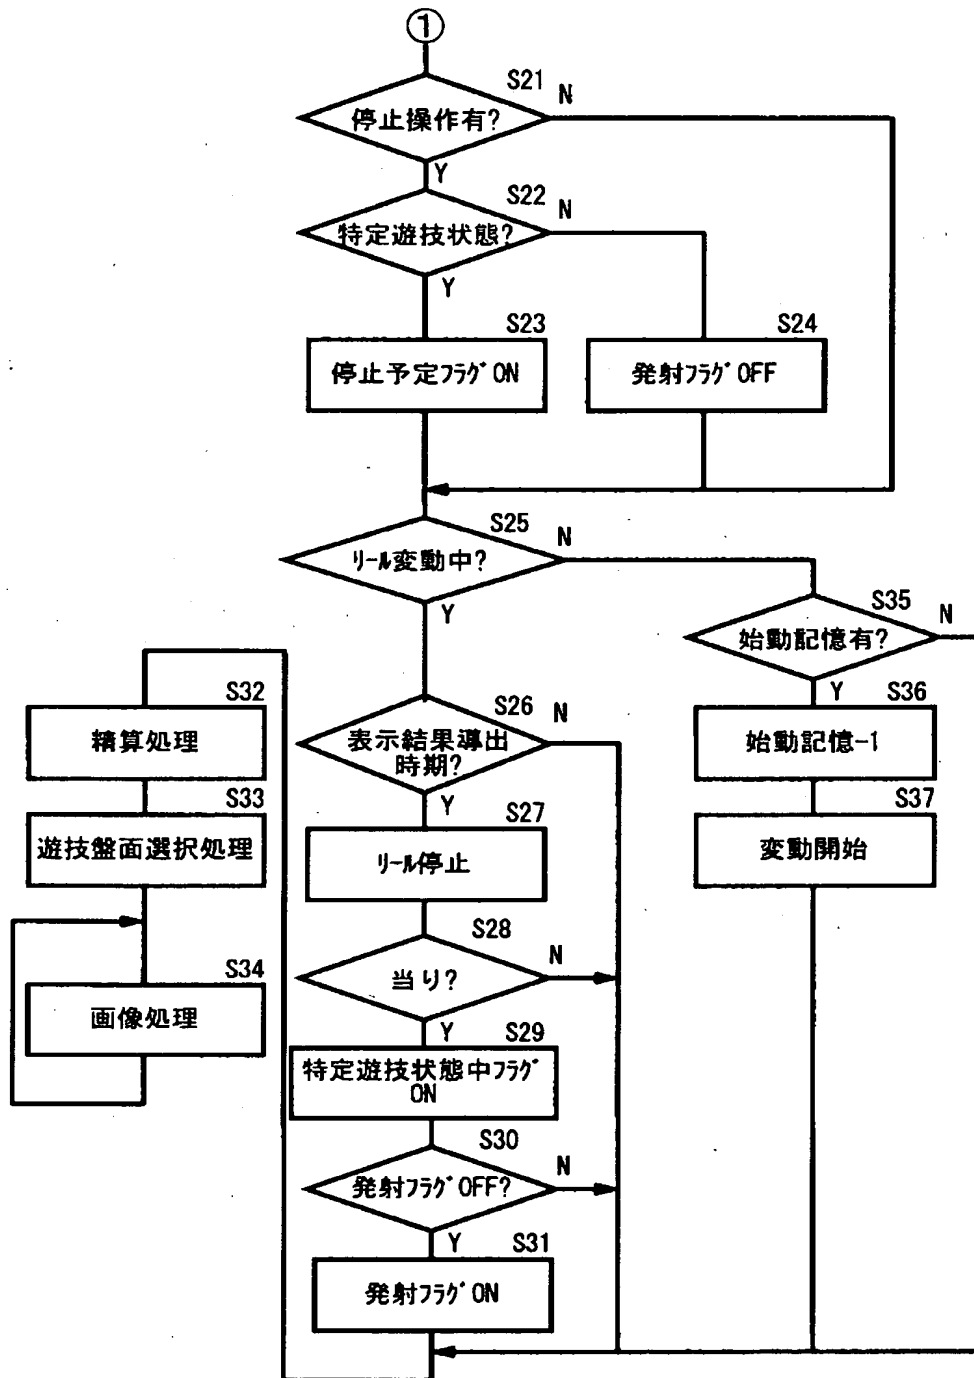 1
S21
N
停止操作有?
Y
S22
N
特定遊技状態?
Y
S23
停止予定フラグON
S24
発射フラグOFF
S25
N
リール変動中?
Y
S35
N
始動記憶有?
Y
S36
始動記憶-1
S37
変動開始
S26
N
表示結果導出
時期?
Y
S27
リール停止
S28
N
当り?
Y
S29
特定遊技状態中フラグ
ON
S30
N
発射フラグOFF?
Y
S31
発射フラグON
S32
精算処理
S33
遊技盤面選択処理
S34
画像処理